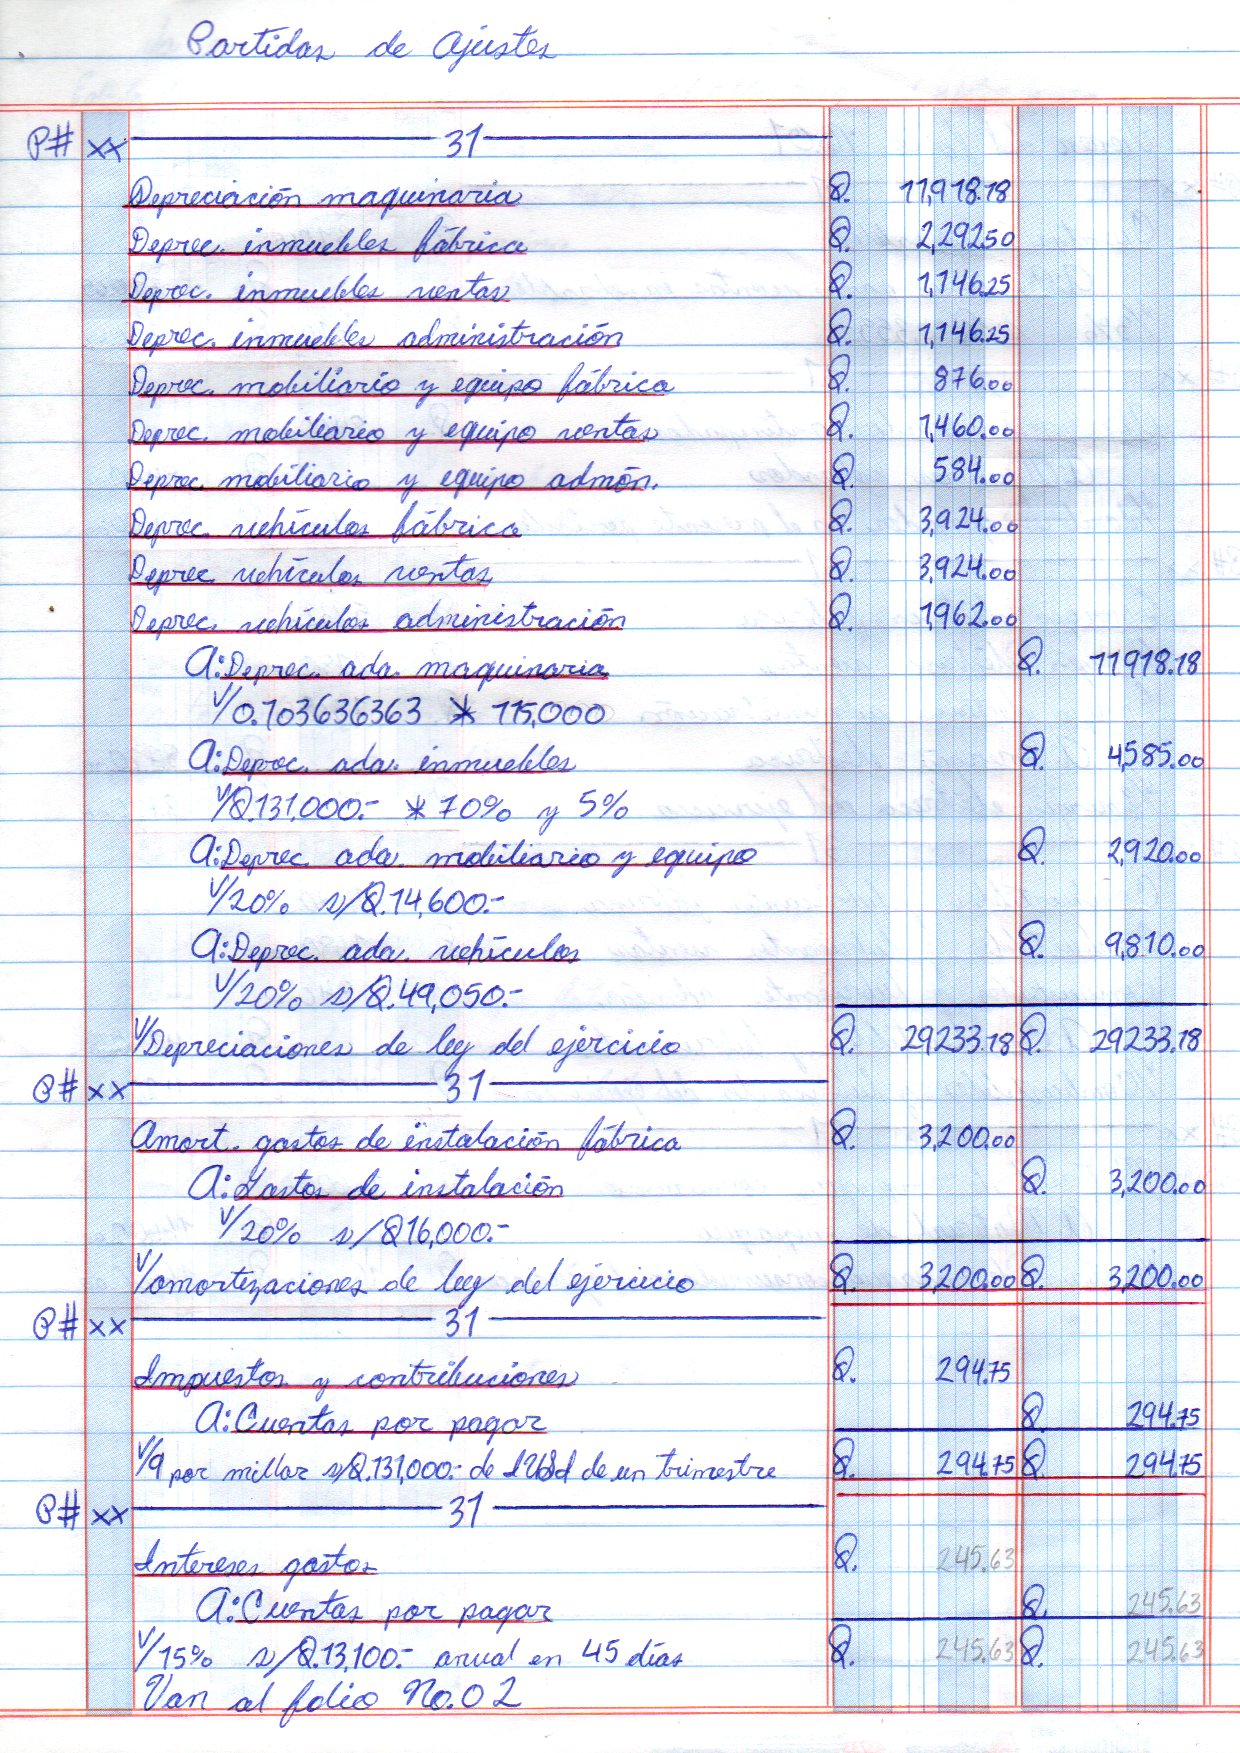 Partidas de Ajustes
P# xx 31
Depreciación maquinaria Q. 11,918.18
Deprec. inmuebles fábrica Q. 2,292.50
Deprec. inmuebles ventas Q. 1,146.25
Deprec. inmuebles administración Q. 1,146.25
Deprec. mobiliario y equipo fábrica Q. 876.00
Deprec. mobiliario y equipo ventas Q. 1,460.00
Deprec. mobiliario y equipo admón. Q. 584.00
Deprec. vehículos fábrica Q. 3,924.00
Deprec. vehículos ventas Q. 3,924.00
Deprec. vehículos administración Q. 1,962.00
A: Deprec. ada. maquinaria Q. 11918.18
V/0.103636363 * 115,000
A: Deprec. ada. inmuebles Q. 4,585.00
V/Q.131,000.- * 70% y 5%
A: Deprec. ada. mobiliario y equipo Q. 2,920.00
V/20% s/Q.14,600.-
A: Deprec. ada. vehículos Q. 9,810.00
V/20% s/Q.49,050.-
V/Depreciaciones de ley del ejercicio Q. 29233.18 Q. 29233.18
P# xx 31
Amort. gastos de instalación fábrica Q. 3,200.00
A: Gastos de instalación Q. 3,200.00
V/20% s/Q16,000.-
V/amortizaciones de ley del ejercicio Q. 3,200.00 Q. 3,200.00
P# xx 31
Impuestos y contribuciones Q. 294.75
A: Cuentas por pagar Q. 294.75
V/9 por millar s/Q.131,000.- de IUSI de un trimestre Q. 294.75 Q. 294.75
P# xx 31
Intereses gastos Q. 245.63
A: Cuentas por pagar Q. 245.63
V/15% s/Q.13,100.- anual en 45 días Q. 245.63 Q. 245.63
Van al folio No.02